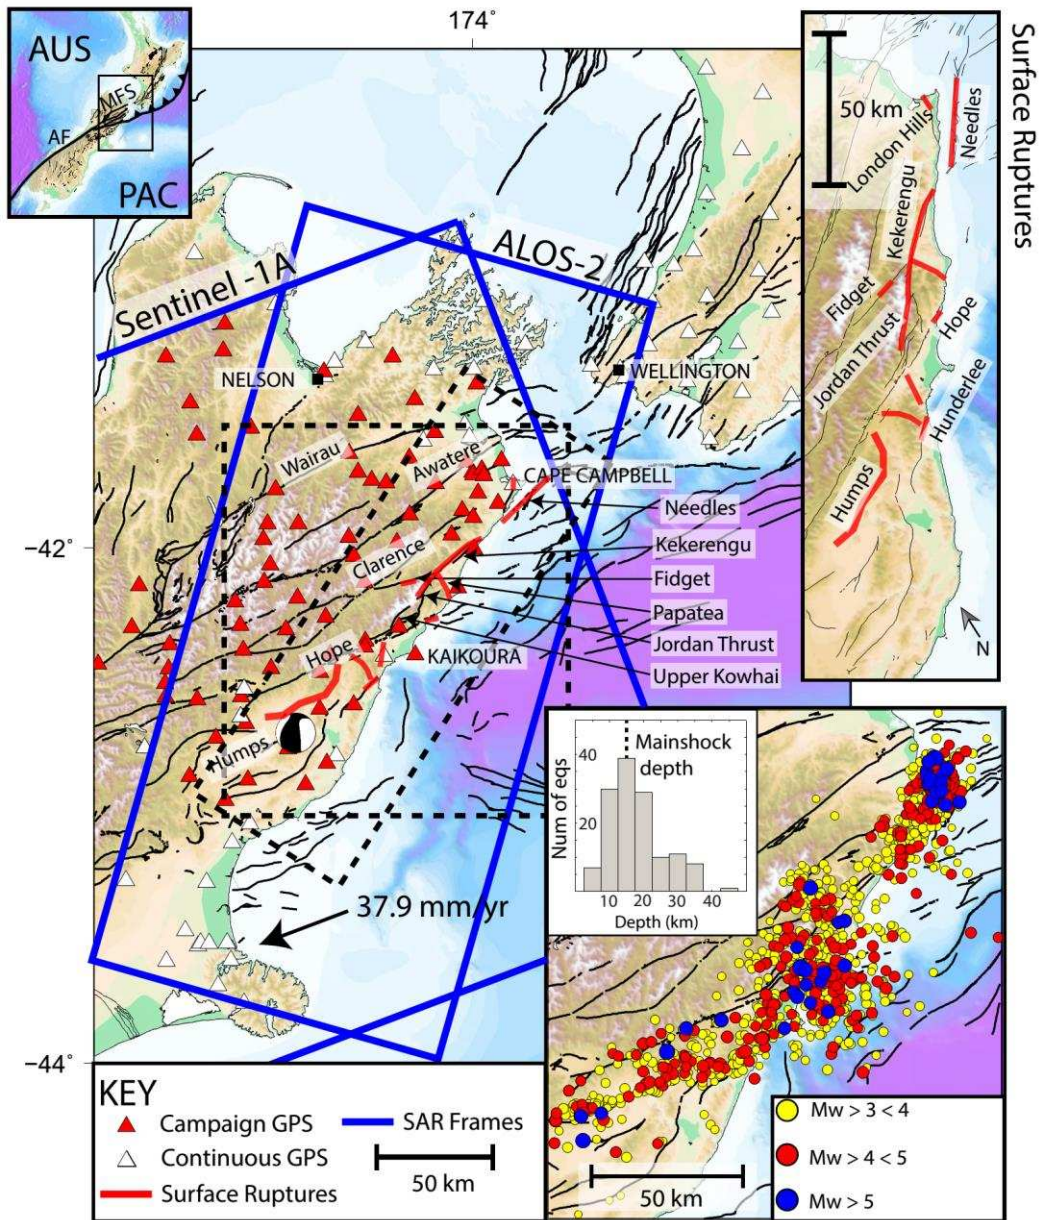 174°
AUS
MFS
AF
PAC
Sentinel -1A
ALOS-2
NELSON
WELLINGTON
Wairau
Awatere
CAPE CAMPBELL
Needles
Kekerengu
Clarence
Fidget
Papatea
Jordan Thrust
Hope
KAIKOURA
Upper Kowhai
Humps
37.9 mm/yr
−42°
−44°
KEY
Campaign GPS
Continuous GPS
Surface Ruptures
SAR Frames
50 km
Surface Ruptures
50 km
London Hills
Needles
Kekerengu
Fidget
Hope
Jordan Thrust
Hunderlee
Humps
N
Num of eqs
40
20
Mainshock
depth
10 20 30 40
Depth (km)
50 km
Mw > 3 < 4
Mw > 4 < 5
Mw > 5